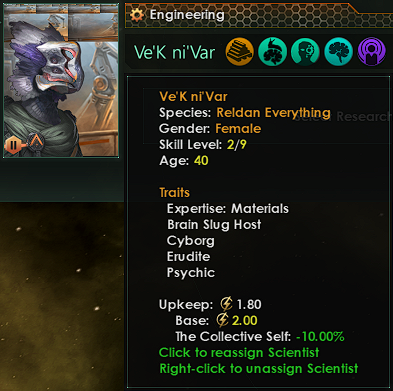 Engineering
Ve'K ni'Var
Ve'K ni'Var
Species: Reldan Everything
Gender: Female
Skill Level: 2/9
Age: 40
Traits
Expertise: Materials
Brain Slug Host
Cyborg
Erudite
Psychic
Upkeep: 1.80
Base: 2.00
The Collective Self: -10.00%
Click to reassign Scientist
Right-click to unassign Scientist
II